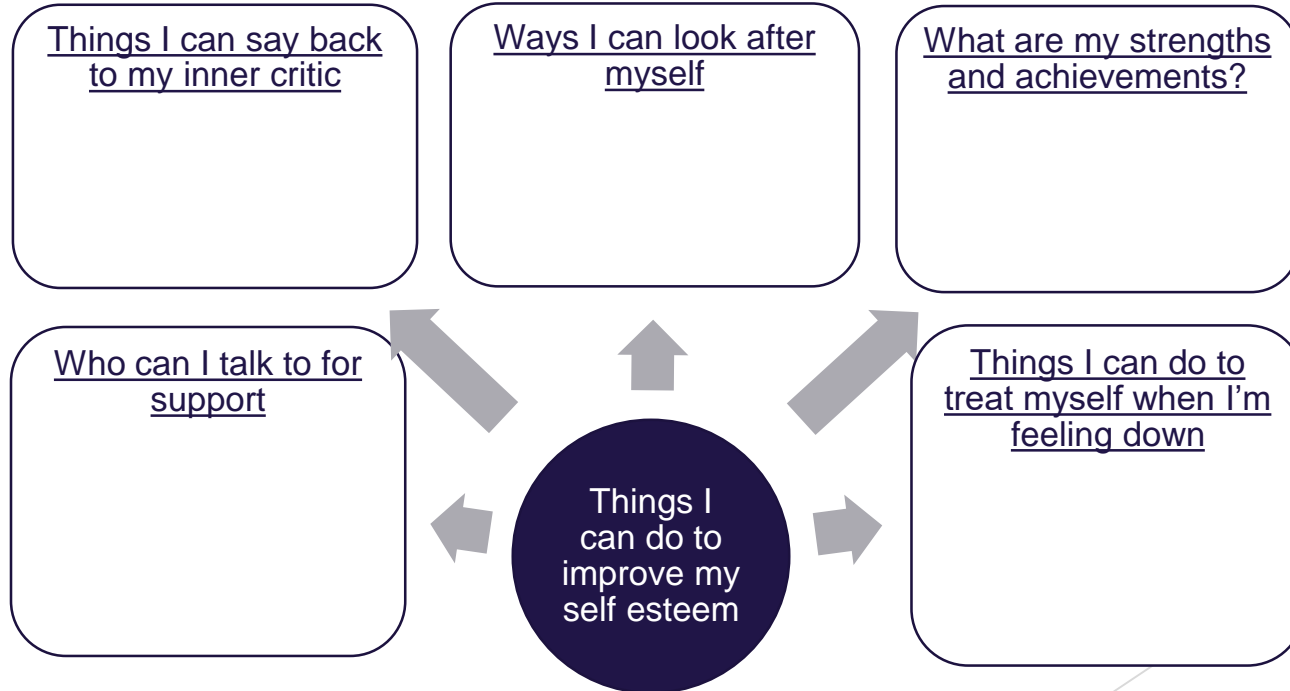 Things I can say back
to my inner critic
Ways I can look after
myself
What are my strengths
and achievements?
Who can I talk to for
support
Things I can do to
treat myself when I’m
feeling down
Things I
can do to
improve my
self esteem